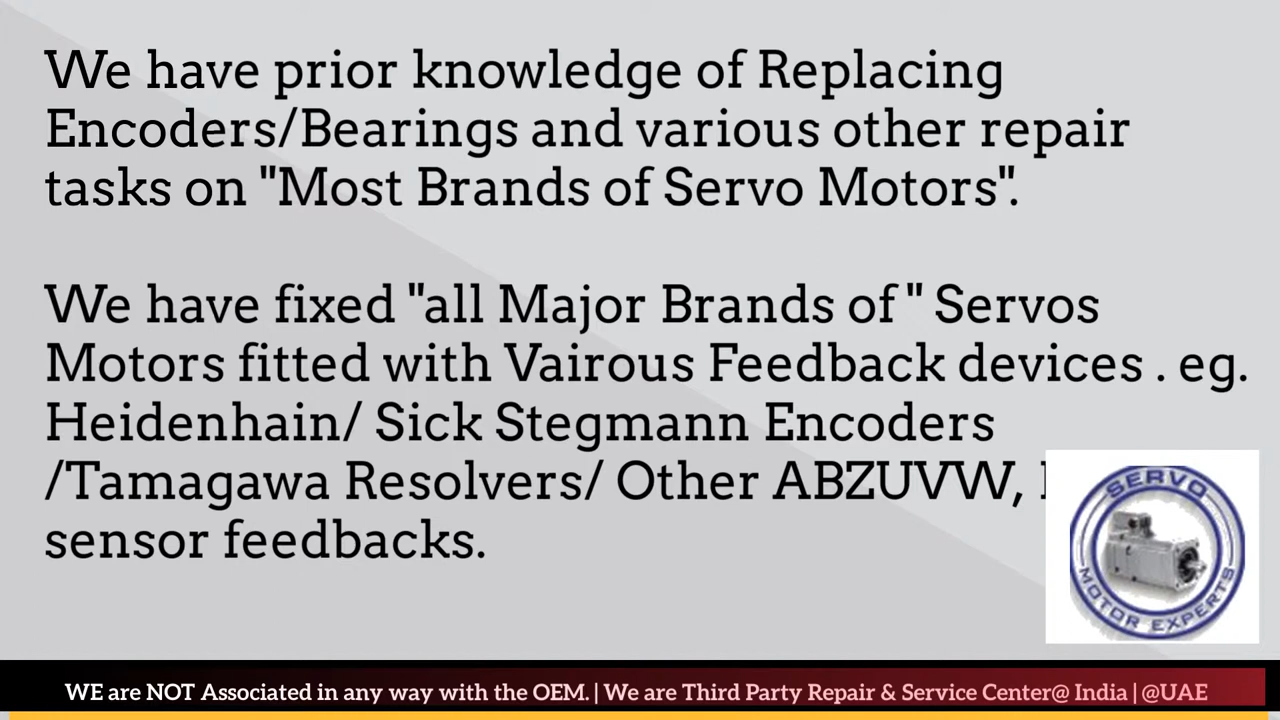 We have prior knowledge of Replacing
Encoders/Bearings and various other repair
tasks on "Most Brands of Servo Motors".
We have fixed "all Major Brands of " Servos
Motors fitted with Vairous Feedback devices . eg.
Heidenhain/ Sick Stegmann Encoders
/Tamagawa Resolvers/ Other ABZUVW,
sensor feedbacks.
SERVO
MOTOR EXPERTS
WE are NOT Associated in any way with the OEM. | We are Third Party Repair & Service Center@ India | @UAE